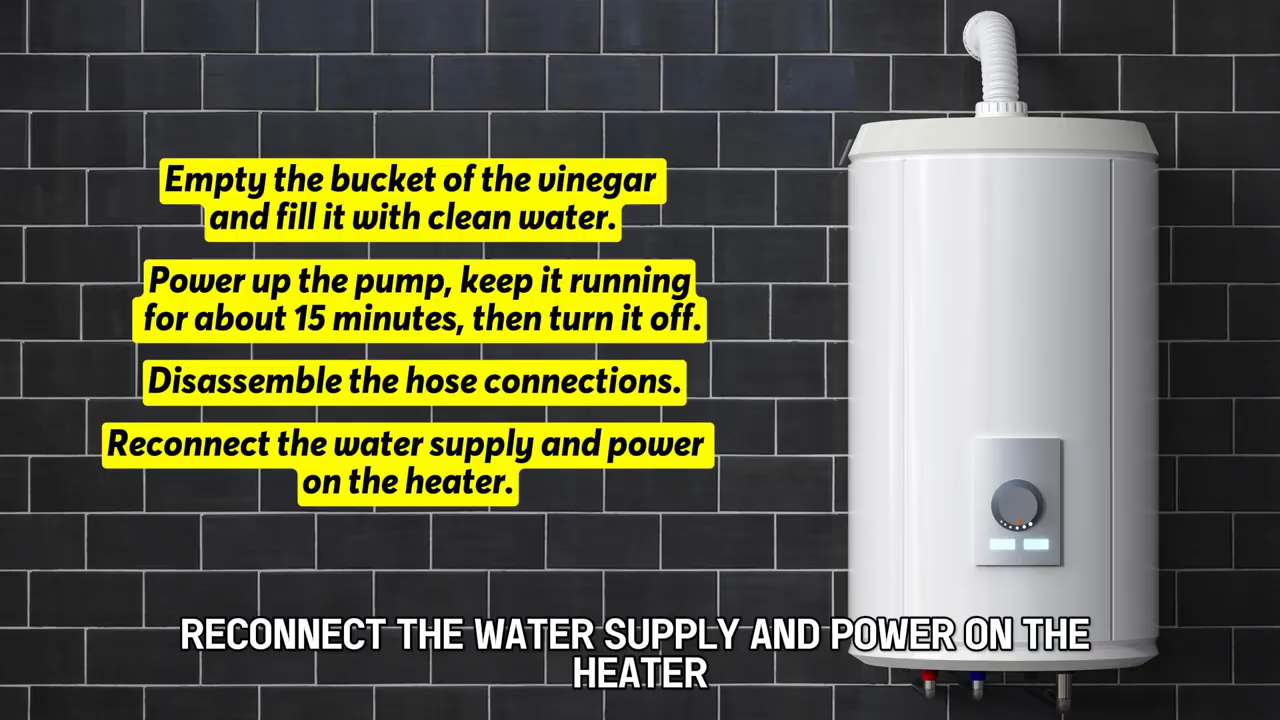 Empty the bucket of the vinegar
and fill it with clean water.
Power up the pump, keep it running
for about 15 minutes, then turn it off.
Disassemble the hose connections.
Reconnect the water supply and power
on the heater.
RECONNECT THE WATER SUPPLY AND POWER ON THE
HEATER